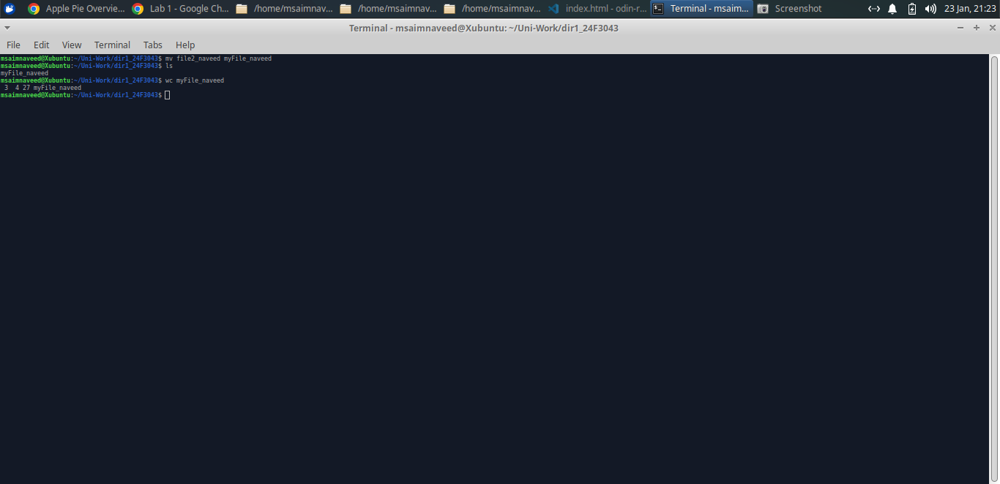 Apple Pie Overvie... Lab 1 - Google Ch... /home/msaimnav... /home/msaimnav... /home/msaimnav... index.html - odin-r... Terminal - msaim... Screenshot 23 Jan, 21:23
Terminal - msaimnaveed@Xubuntu: ~/Uni-Work/dir1_24F3043
File Edit View Terminal Tabs Help
msaimnaveed@Xubuntu:~/Uni-Work/dir1_24F3043$ mv file2_naveed myFile_naveed
msaimnaveed@Xubuntu:~/Uni-Work/dir1_24F3043$ ls
myFile_naveed
msaimnaveed@Xubuntu:~/Uni-Work/dir1_24F3043$ wc myFile_naveed
 3  4 27 myFile_naveed
msaimnaveed@Xubuntu:~/Uni-Work/dir1_24F3043$